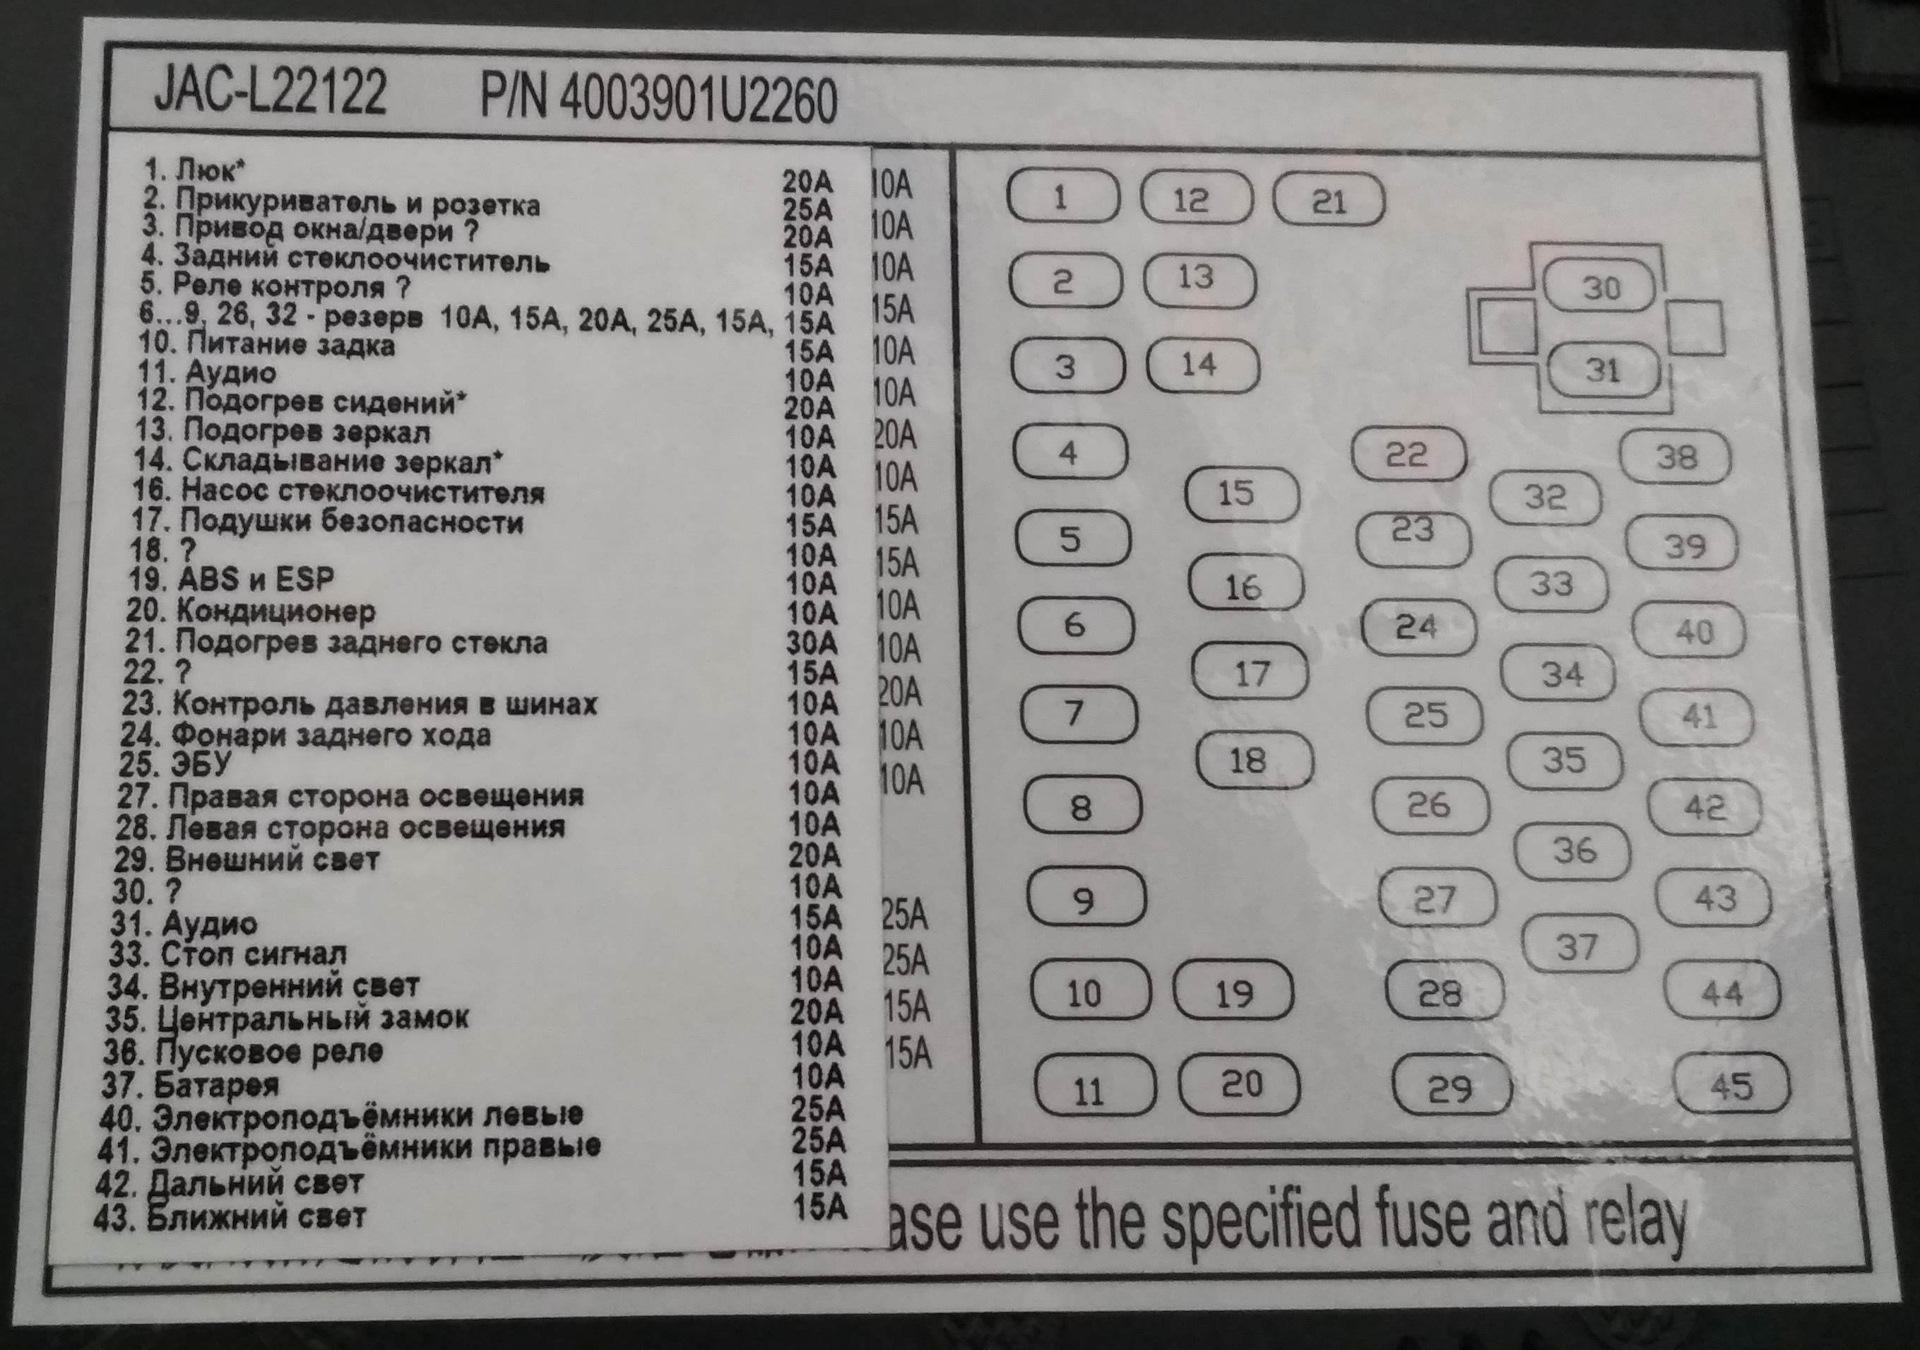 JAC-L22122 P/N 4003901U2260
1. Люк* 20A
2. Прикуриватель и розетка 25A
3. Привод окна/двери ? 20A
4. Задний стеклоочиститель 15A
5. Реле контроля ? 10A
6...9, 26, 32 - резерв 10A, 15A, 20A, 25A, 15A, 15A
10. Питание задка 15A
11. Аудио 10A
12. Подогрев сидений* 20A
13. Подогрев зеркал 10A
14. Складывание зеркал* 10A
16. Насос стеклоочистителя 10A
17. Подушки безопасности 15A
18. ? 10A
19. ABS и ESP 10A
20. Кондиционер 10A
21. Подогрев заднего стекла 30A
22. ? 15A
23. Контроль давления в шинах 10A
24. Фонари заднего хода 10A
25. ЭБУ 10A
27. Правая сторона освещения 10A
28. Левая сторона освещения 10A
29. Внешний свет 20A
30. ? 10A
31. Аудио 15A
33. Стоп сигнал 10A
34. Внутренний свет 10A
35. Центральный замок 20A
36. Пусковое реле 10A
37. Батарея 10A
40. Электроподъёмники левые 25A
41. Электроподъёмники правые 25A
42. Дальний свет 15A
43. Ближний свет 15A
10A
10A
10A
15A
10A
10A
20A
10A
15A
15A
10A
10A
20A
10A
10A
25A
25A
15A
15A
1 12 21
2 13 30
3 14 31
4 22 38
15 32
5 23 39
16 33
6 24 40
17 34
7 25 41
18 35
8 26 42
36
9 27 43
37
10 19 28 44
11 20 29 45
use the specified fuse and relay